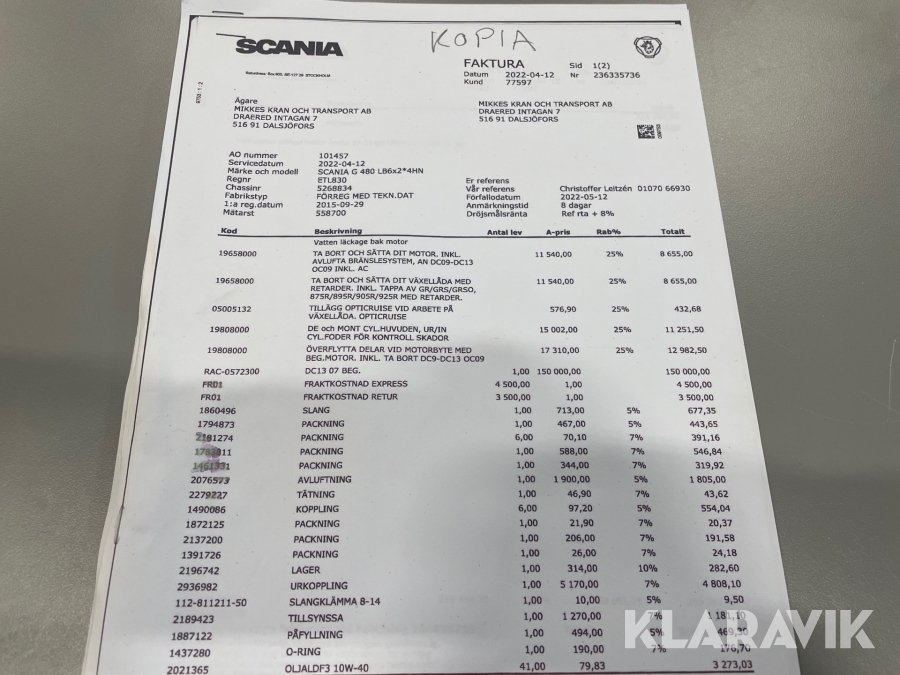 SCANIA
KOPIA
FAKTURA Sid 1(2)
Datum 2022-04-12 Nr 236335736
Kund 77597
Ägare
MIKKES KRAN OCH TRANSPORT AB MIKKES KRAN OCH TRANSPORT AB
DRAERED INTAGAN 7 DRAERED INTAGAN 7
516 91 DALSJÖFORS 516 91 DALSJÖFORS
AO nummer 101457
Servicedatum 2022-04-12
Märke och modell SCANIA G 480 LB6x2*4HN
Regnr ETL830 Er referens
Chassinr 5268834 Vår referens Christoffer Leitzén 01070 66930
Fabrikstyp FÖRREG MED TEKN.DAT Förfallodatum 2022-05-12
1:a reg.datum 2015-09-29 Anmärkningstid 8 dagar
Mätarst 558700 Dröjsmålsränta Ref rta + 8%
Kod Beskrivning Antal lev A-pris Rab% Totalt
Vatten läckage bak motor
19658000 TA BORT OCH SÄTTA DIT MOTOR. INKL. 11 540,00 25% 8 655,00
AVLUFTA BRÄNSLESYSTEM, AN DC09-DC13
OC09 INKL. AC
19658000 TA BORT OCH SÄTTA DIT VÄXELLÅDA MED 11 540,00 25% 8 655,00
RETARDER. INKL. TAPPA AV GR/GRS/GRSO,
875R/895R/905R/925R MED RETARDER.
05005132 TILLÄGG OPTICRUISE VID ARBETE PÅ 576,90 25% 432,68
VÄXELLÅDA. OPTICRUISE
19808000 DE och MONT CYL.HUVUDEN, UR/IN 15 002,00 25% 11 251,50
CYL.FODER FÖR KONTROLL SKADOR
19808000 ÖVERFLYTTA DELAR VID MOTORBYTE MED 17 310,00 25% 12 982,50
BEG.MOTOR. INKL. TA BORT DC9-DC13 OC09
RAC-0572300 DC13 07 BEG. 1,00 150 000,00 150 000,00
FR01 FRAKTKOSTNAD EXPRESS 4 500,00 1,00 4 500,00
FR01 FRAKTKOSTNAD RETUR 3 500,00 1,00 3 500,00
1860496 SLANG 1,00 713,00 5% 677,35
1794873 PACKNING 1,00 467,00 5% 443,65
2181274 PACKNING 6,00 70,10 7% 391,16
PACKNING 1,00 588,00 7% 546,84
1461331 PACKNING 1,00 344,00 7% 319,92
2076573 AVLUFTNING 1,00 1 900,00 5% 1 805,00
2279227 TÄTNING 1,00 46,90 7% 43,62
1490086 KOPPLING 6,00 97,20 5% 554,04
1872125 PACKNING 1,00 21,90 7% 20,37
2137200 PACKNING 1,00 206,00 7% 191,58
1391726 PACKNING 1,00 26,00 7% 24,18
2196742 LAGER 1,00 314,00 10% 282,60
2936982 URKOPPLING 1,00 5 170,00 7% 4 808,10
112-811211-50 SLANGKLÄMMA 8-14 1,00 10,00 5% 9,50
2189423 TILLSYNSSA 1,00 1 270,00 7% 1 181,10
1887122 PÅFYLLNING 1,00 494,00 5% 469,30
1437280 O-RING 1,00 190,00 7% 176,70
2021365 OLJALDF3 10W-40 41,00 79,83 3 273,03
KLARAVIK